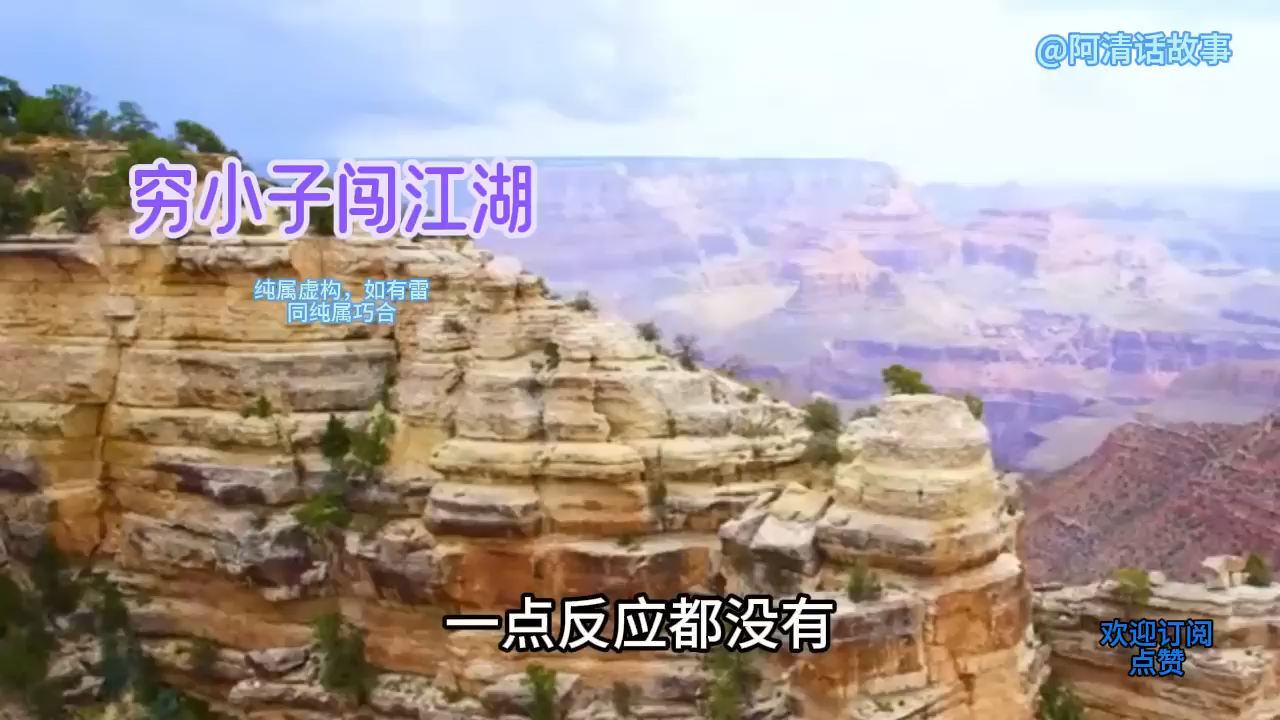 @阿清话故事
穷小子闯江湖
纯属虚构，如有雷
同纯属巧合
一点反应都没有
欢迎订阅
点赞